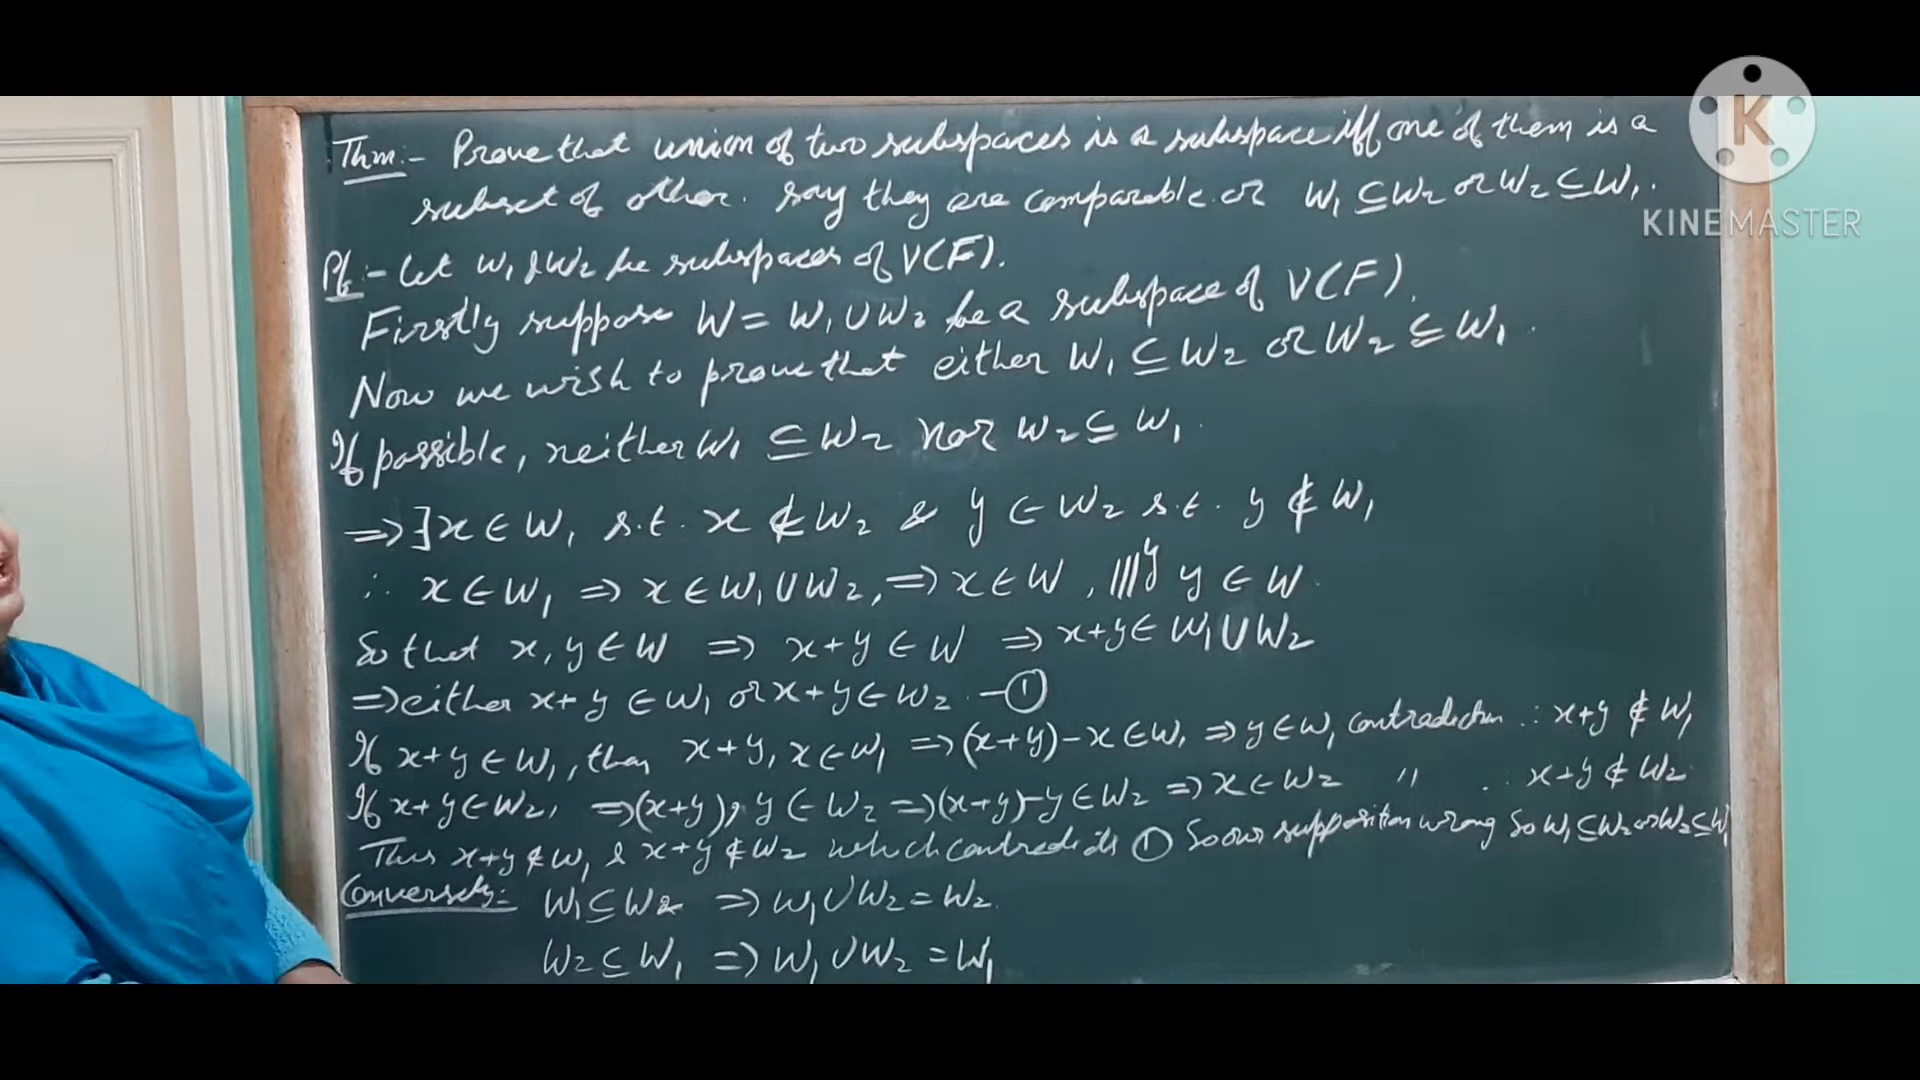 Thm:- Prove that union of two subspaces is a subspace iff one of them is a
subset of other. say they are comparable. or W₁ ⊆ W₂ or W₂ ⊆ W₁.
Pf:- Let W₁ & W₂ be subspaces of V(F).
Firstly suppose W = W₁ ∪ W₂ be a subspace of V(F).
Now we wish to prove that either W₁ ⊆ W₂ or W₂ ⊆ W₁.
If possible, neither W₁ ⊆ W₂ nor W₂ ⊆ W₁.
⇒ ∃ x ∈ W₁ s.t. x ∉ W₂ & y ∈ W₂ s.t. y ∉ W₁
∴ x ∈ W₁ ⇒ x ∈ W₁ ∪ W₂, ⇒ x ∈ W, |||ʸ y ∈ W.
So that x, y ∈ W ⇒ x+y ∈ W ⇒ x+y ∈ W₁ ∪ W₂
⇒ either x+y ∈ W₁ or x+y ∈ W₂ -①
If x+y ∈ W₁, then x+y, x ∈ W₁ ⇒ (x+y)-x ∈ W₁ ⇒ y ∈ W₁ contradiction ∴ x+y ∉ W₁
If x+y ∈ W₂, ⇒ (x+y), y ∈ W₂ ⇒ (x+y)-y ∈ W₂ ⇒ x ∈ W₂ " ∴ x+y ∉ W₂
Thus x+y ∉ W₁ & x+y ∉ W₂ which contradicts ① So our supposition wrong So W₁ ⊆ W₂ or W₂ ⊆ W₁
Conversely:- W₁ ⊆ W₂ ⇒ W₁ ∪ W₂ = W₂.
W₂ ⊆ W₁ ⇒ W₁ ∪ W₂ = W₁
K
KINEMASTER